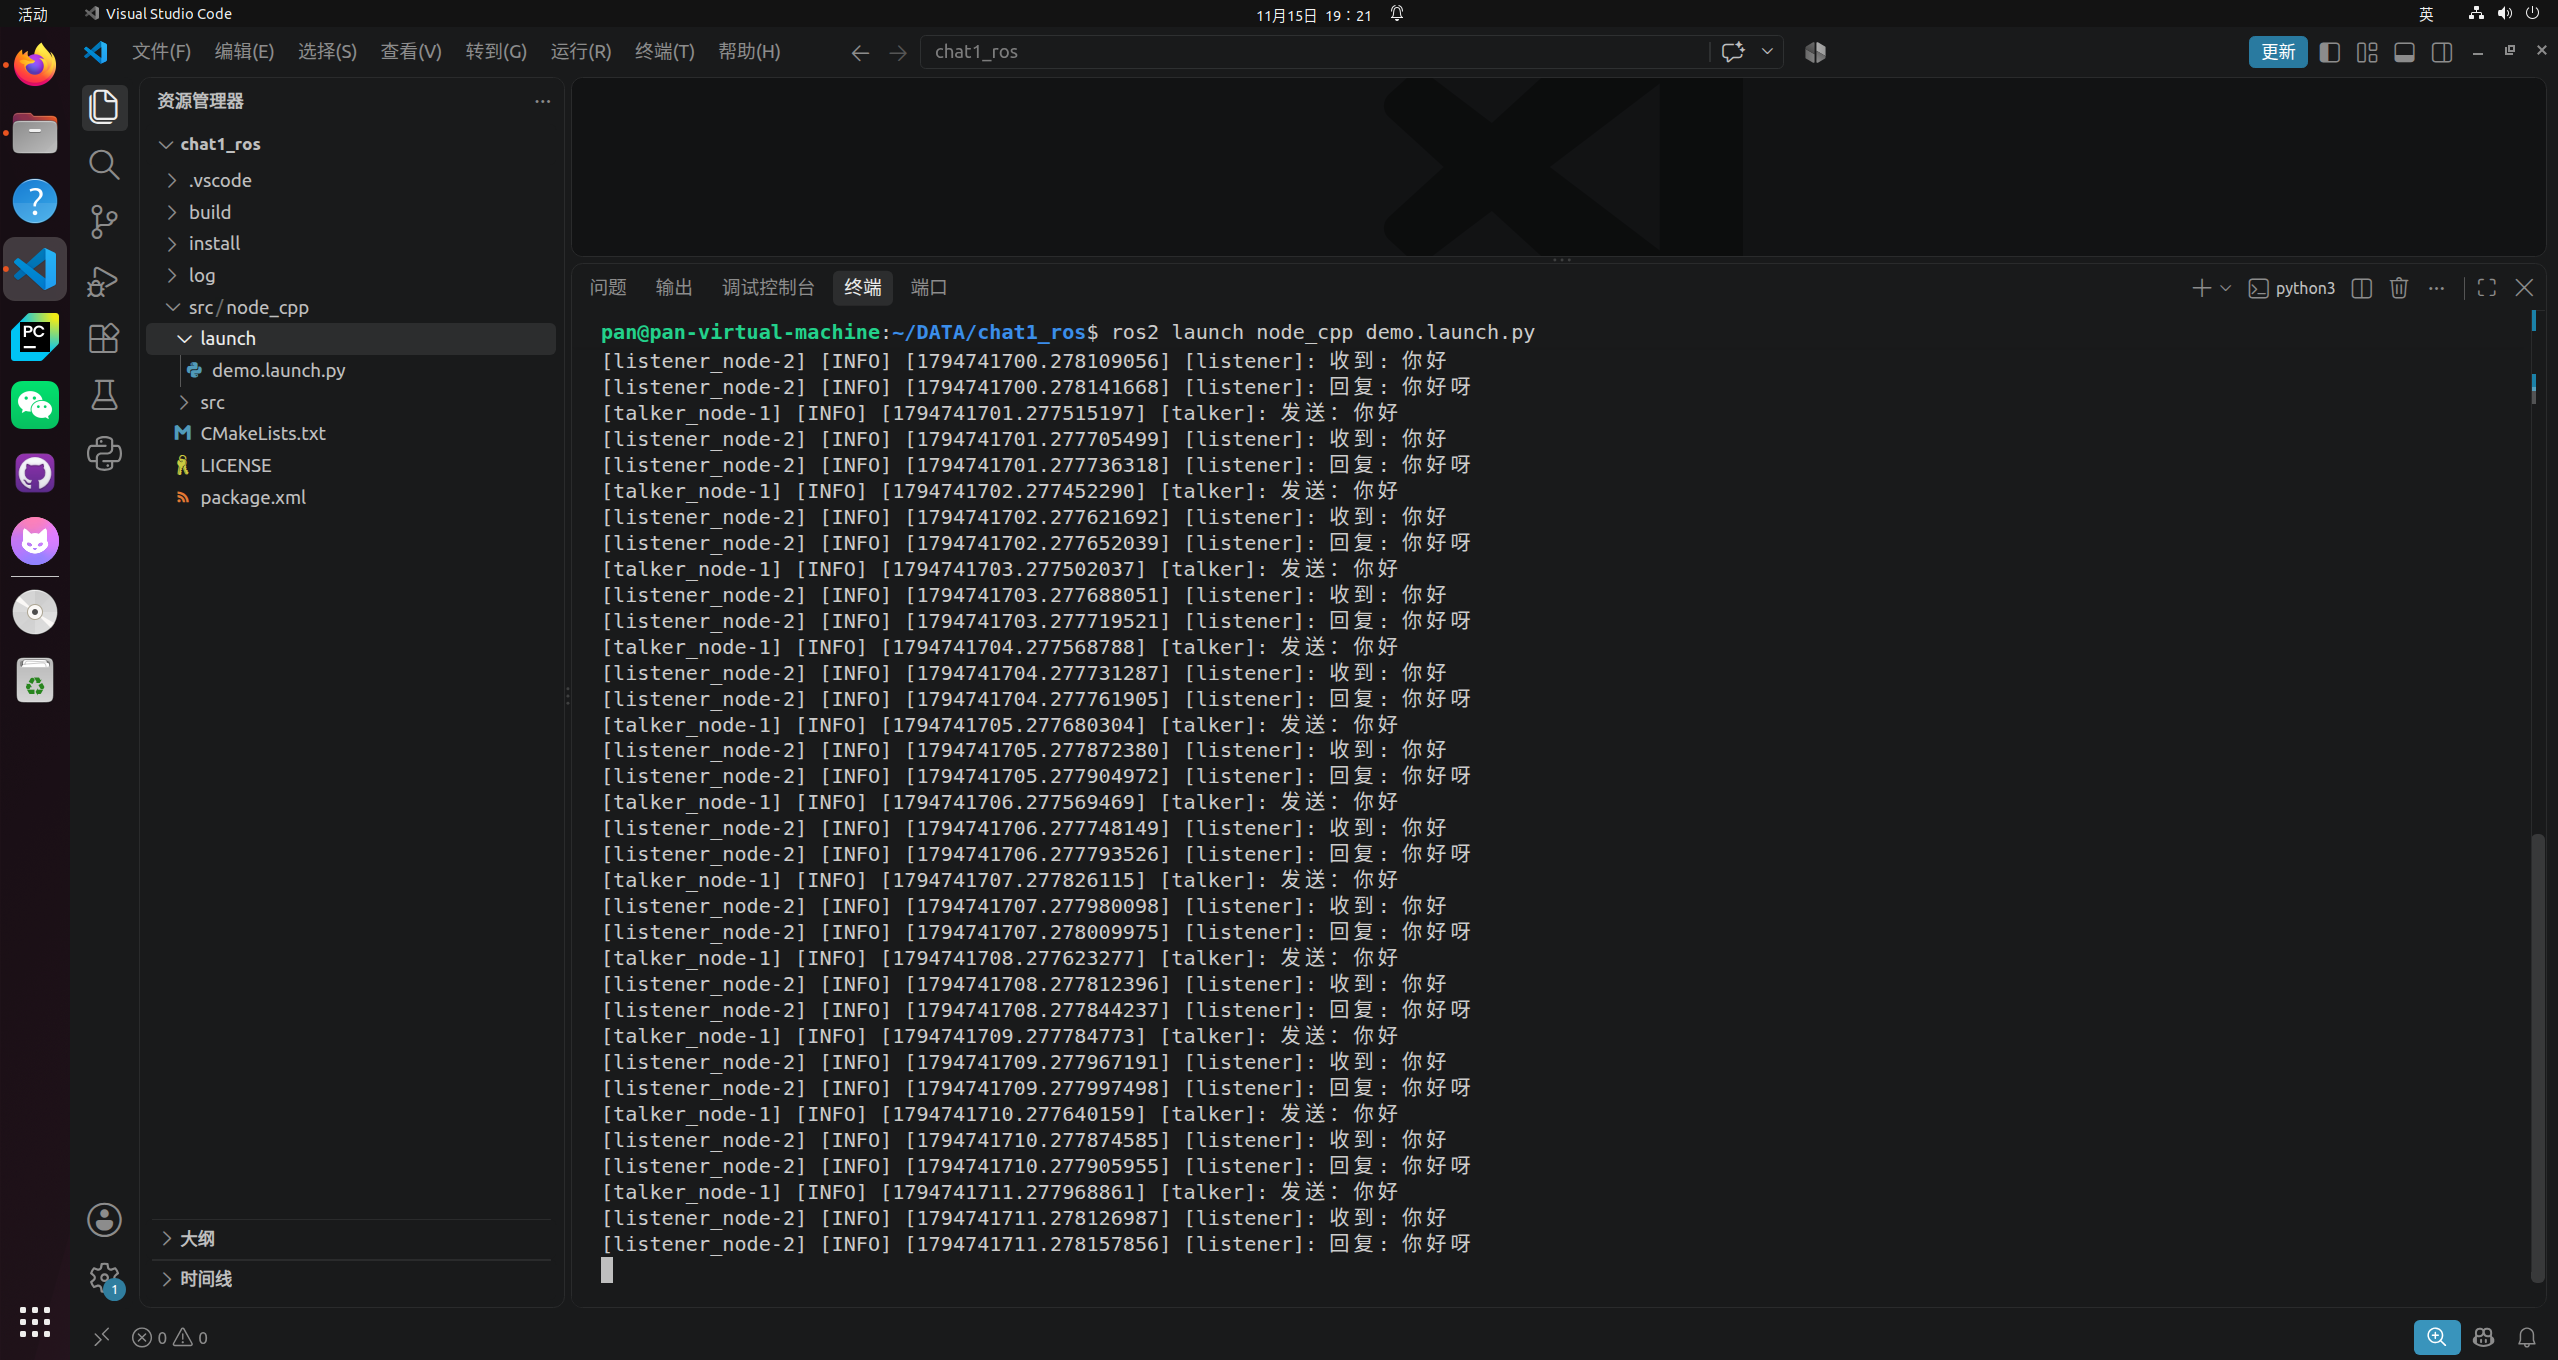 活动
Visual Studio Code
11月15日 19：21
英
文件(F) 编辑(E) 选择(S) 查看(V) 转到(G) 运行(R) 终端(T) 帮助(H)
chat1_ros
更新
资源管理器
chat1_ros
.vscode
build
install
log
src/node_cpp
launch
demo.launch.py
src
CMakeLists.txt
LICENSE
package.xml
大纲
时间线
PC
1
问题 输出 调试控制台 终端 端口
python3
pan@pan-virtual-machine:~/DATA/chat1_ros$ ros2 launch node_cpp demo.launch.py
[listener_node-2] [INFO] [1794741700.278109056] [listener]: 收到: 你好
[listener_node-2] [INFO] [1794741700.278141668] [listener]: 回复: 你好呀
[talker_node-1] [INFO] [1794741701.277515197] [talker]: 发送: 你好
[listener_node-2] [INFO] [1794741701.277705499] [listener]: 收到: 你好
[listener_node-2] [INFO] [1794741701.277736318] [listener]: 回复: 你好呀
[talker_node-1] [INFO] [1794741702.277452290] [talker]: 发送: 你好
[listener_node-2] [INFO] [1794741702.277621692] [listener]: 收到: 你好
[listener_node-2] [INFO] [1794741702.277652039] [listener]: 回复: 你好呀
[talker_node-1] [INFO] [1794741703.277502037] [talker]: 发送: 你好
[listener_node-2] [INFO] [1794741703.277688051] [listener]: 收到: 你好
[listener_node-2] [INFO] [1794741703.277719521] [listener]: 回复: 你好呀
[talker_node-1] [INFO] [1794741704.277568788] [talker]: 发送: 你好
[listener_node-2] [INFO] [1794741704.277731287] [listener]: 收到: 你好
[listener_node-2] [INFO] [1794741704.277761905] [listener]: 回复: 你好呀
[talker_node-1] [INFO] [1794741705.277680304] [talker]: 发送: 你好
[listener_node-2] [INFO] [1794741705.277872380] [listener]: 收到: 你好
[listener_node-2] [INFO] [1794741705.277904972] [listener]: 回复: 你好呀
[talker_node-1] [INFO] [1794741706.277569469] [talker]: 发送: 你好
[listener_node-2] [INFO] [1794741706.277748149] [listener]: 收到: 你好
[listener_node-2] [INFO] [1794741706.277793526] [listener]: 回复: 你好呀
[talker_node-1] [INFO] [1794741707.277826115] [talker]: 发送: 你好
[listener_node-2] [INFO] [1794741707.277980098] [listener]: 收到: 你好
[listener_node-2] [INFO] [1794741707.278009975] [listener]: 回复: 你好呀
[talker_node-1] [INFO] [1794741708.277623277] [talker]: 发送: 你好
[listener_node-2] [INFO] [1794741708.277812396] [listener]: 收到: 你好
[listener_node-2] [INFO] [1794741708.277844237] [listener]: 回复: 你好呀
[talker_node-1] [INFO] [1794741709.277784773] [talker]: 发送: 你好
[listener_node-2] [INFO] [1794741709.277967191] [listener]: 收到: 你好
[listener_node-2] [INFO] [1794741709.277997498] [listener]: 回复: 你好呀
[talker_node-1] [INFO] [1794741710.277640159] [talker]: 发送: 你好
[listener_node-2] [INFO] [1794741710.277874585] [listener]: 收到: 你好
[listener_node-2] [INFO] [1794741710.277905955] [listener]: 回复: 你好呀
[talker_node-1] [INFO] [1794741711.277968861] [talker]: 发送: 你好
[listener_node-2] [INFO] [1794741711.278126987] [listener]: 收到: 你好
[listener_node-2] [INFO] [1794741711.278157856] [listener]: 回复: 你好呀
0 0